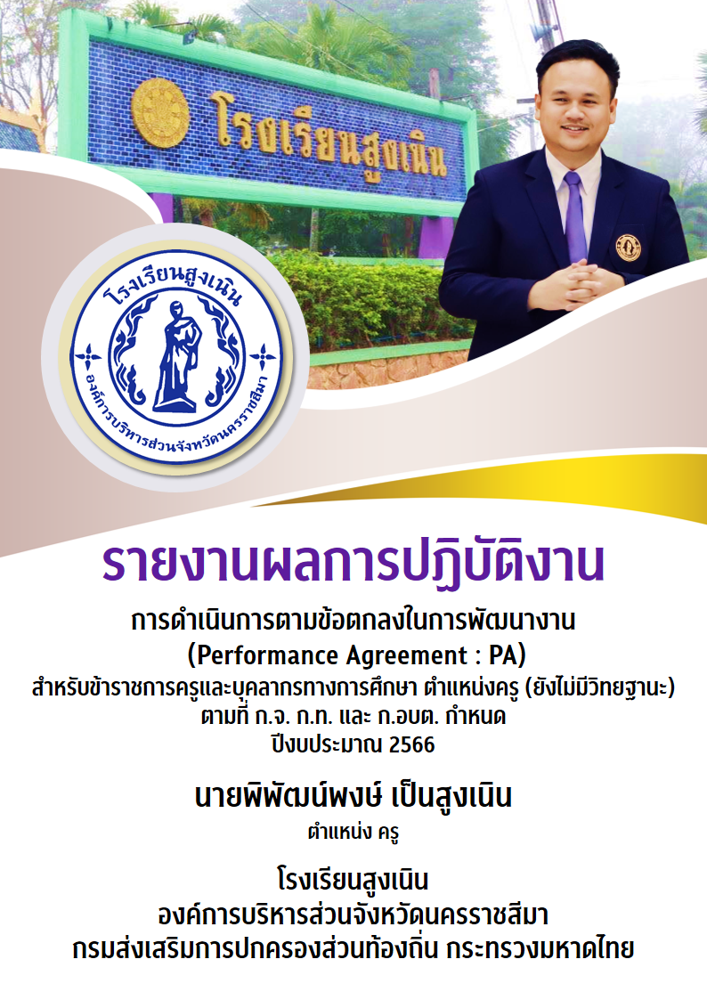 โรงเรียนสูงเนิน
โรงเรียนสูงเนิน
องค์การบริหารส่วนจังหวัดนครราชสีมา
รายงานผลการปฏิบัติงาน
การดำเนินการตามข้อตกลงในการพัฒนางาน
(Performance Agreement : PA)
สำหรับข้าราชการครูและบุคลากรทางการศึกษา ตำแหน่งครู (ยังไม่มีวิทยฐานะ)
ตามที่ ก.จ. ก.ท. และ ก.อบต. กำหนด
ปีงบประมาณ 2566
นายพิพัฒน์พงษ์ เป็นสูงเนิน
ตำแหน่ง ครู
โรงเรียนสูงเนิน
องค์การบริหารส่วนจังหวัดนครราชสีมา
กรมส่งเสริมการปกครองส่วนท้องถิ่น กระทรวงมหาดไทย